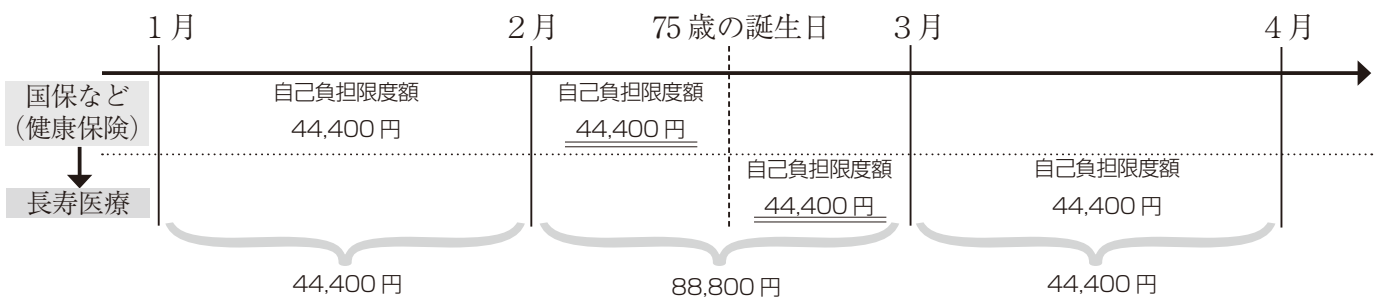 1月 2月 75歳の誕生日 3月 4月
国保など
(健康保険)
自己負担限度額
44,400円
自己負担限度額
44,400円
長寿医療
自己負担限度額
44,400円
自己負担限度額
44,400円
44,400円 88,800円 44,400円